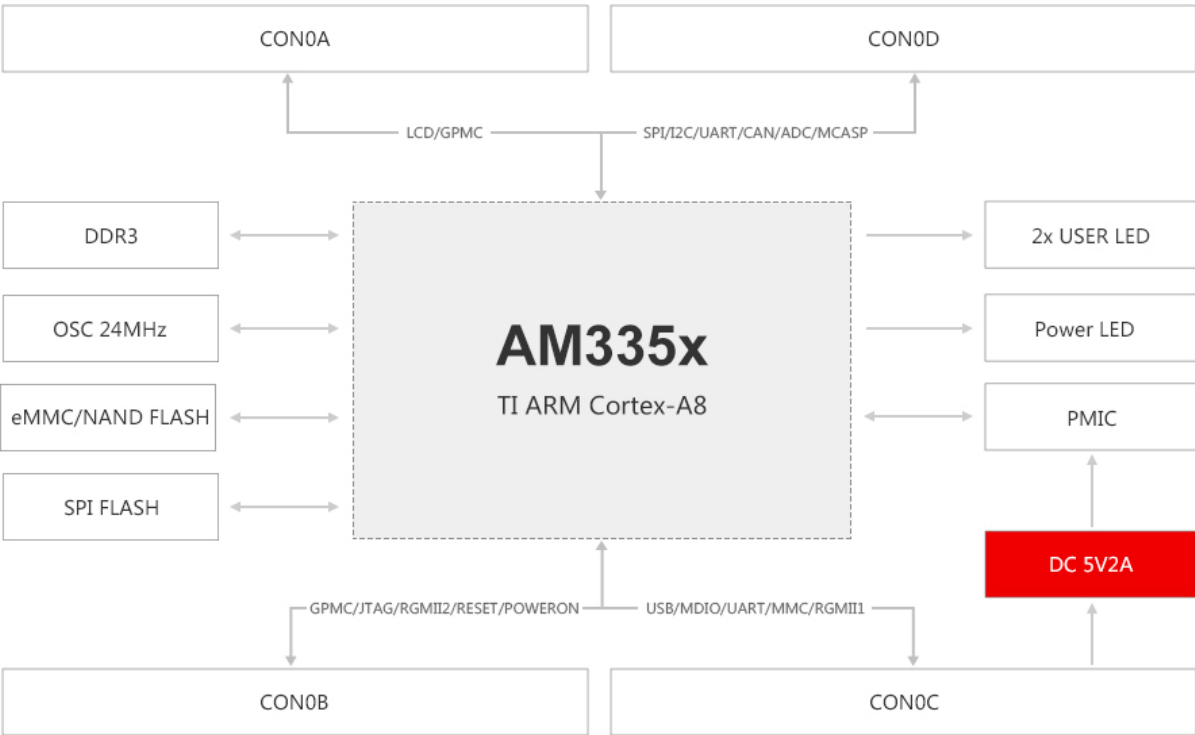 CON0A
CON0D
LCD/GPMC
SPI/I2C/UART/CAN/ADC/MCASP
DDR3
2x USER LED
OSC 24MHz
AM335x
Power LED
TI ARM Cortex-A8
eMMC/NAND FLASH
PMIC
SPI FLASH
DC 5V2A
GPMC/JTAG/RGMII2/RESET/POWERON
USB/MDIO/UART/MMC/RGMII1
CON0B
CON0C